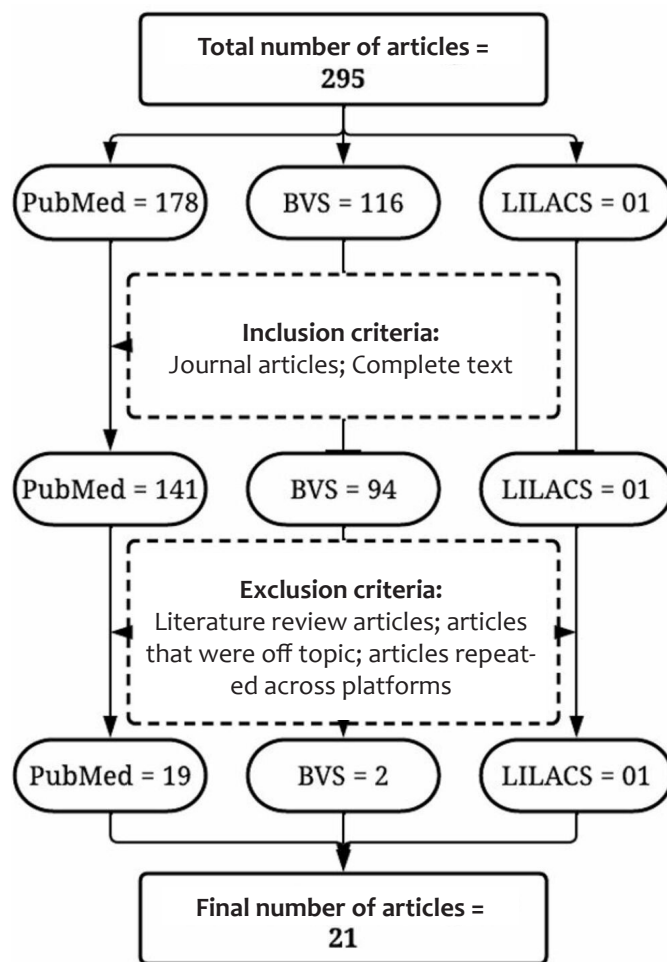 Total number of articles =
295
PubMed = 178
BVS = 116
LILACS = 01
Inclusion criteria:
Journal articles; Complete text
PubMed = 141
BVS = 94
LILACS = 01
Exclusion criteria:
Literature review articles; articles
that were off topic; articles repeat-
ed across platforms
PubMed = 19
BVS = 2
LILACS = 01
Final number of articles =
21